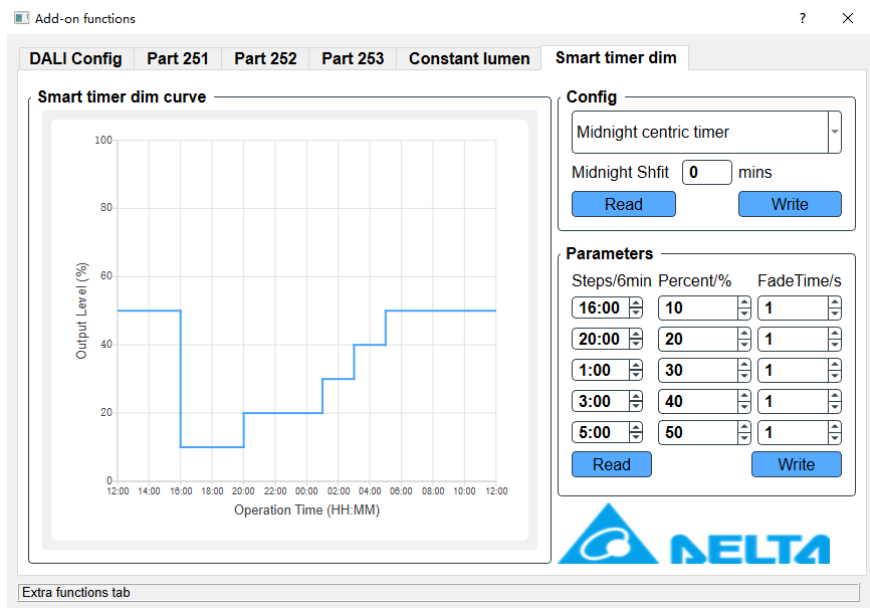 Add-on functions
? ×
DALI Config Part 251 Part 252 Part 253 Constant lumen Smart timer dim
Smart timer dim curve
100
80
60
40
20
0
Output Level (%)
12:00 14:00 16:00 18:00 20:00 22:00 00:00 02:00 04:00 06:00 08:00 10:00 12:00
Operation Time (HH:MM)
Config
Midnight centric timer
Midnight Shfit 0 mins
Read Write
Parameters
Steps/6min Percent/% FadeTime/s
16:00 10 1
20:00 20 1
1:00 30 1
3:00 40 1
5:00 50 1
Read Write
DELTA
Extra functions tab